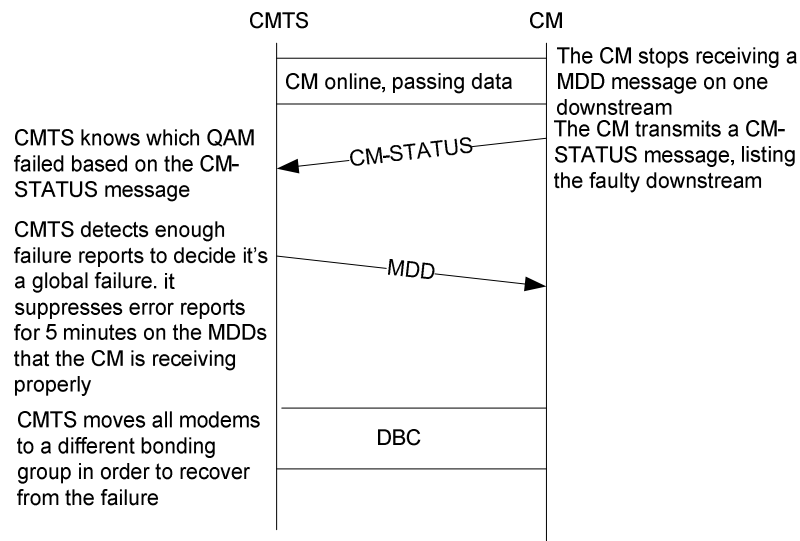 CMTS
CM
CM online, passing data
The CM stops receiving a
MDD message on one
downstream
The CM transmits a CM-
STATUS message, listing
the faulty downstream
CMTS knows which QAM
failed based on the CM-
STATUS message
CM-STATUS
CMTS detects enough
failure reports to decide it's
a global failure. it
suppresses error reports
for 5 minutes on the MDDs
that the CM is receiving
properly
MDD
CMTS moves all modems
to a different bonding
group in order to recover
from the failure
DBC